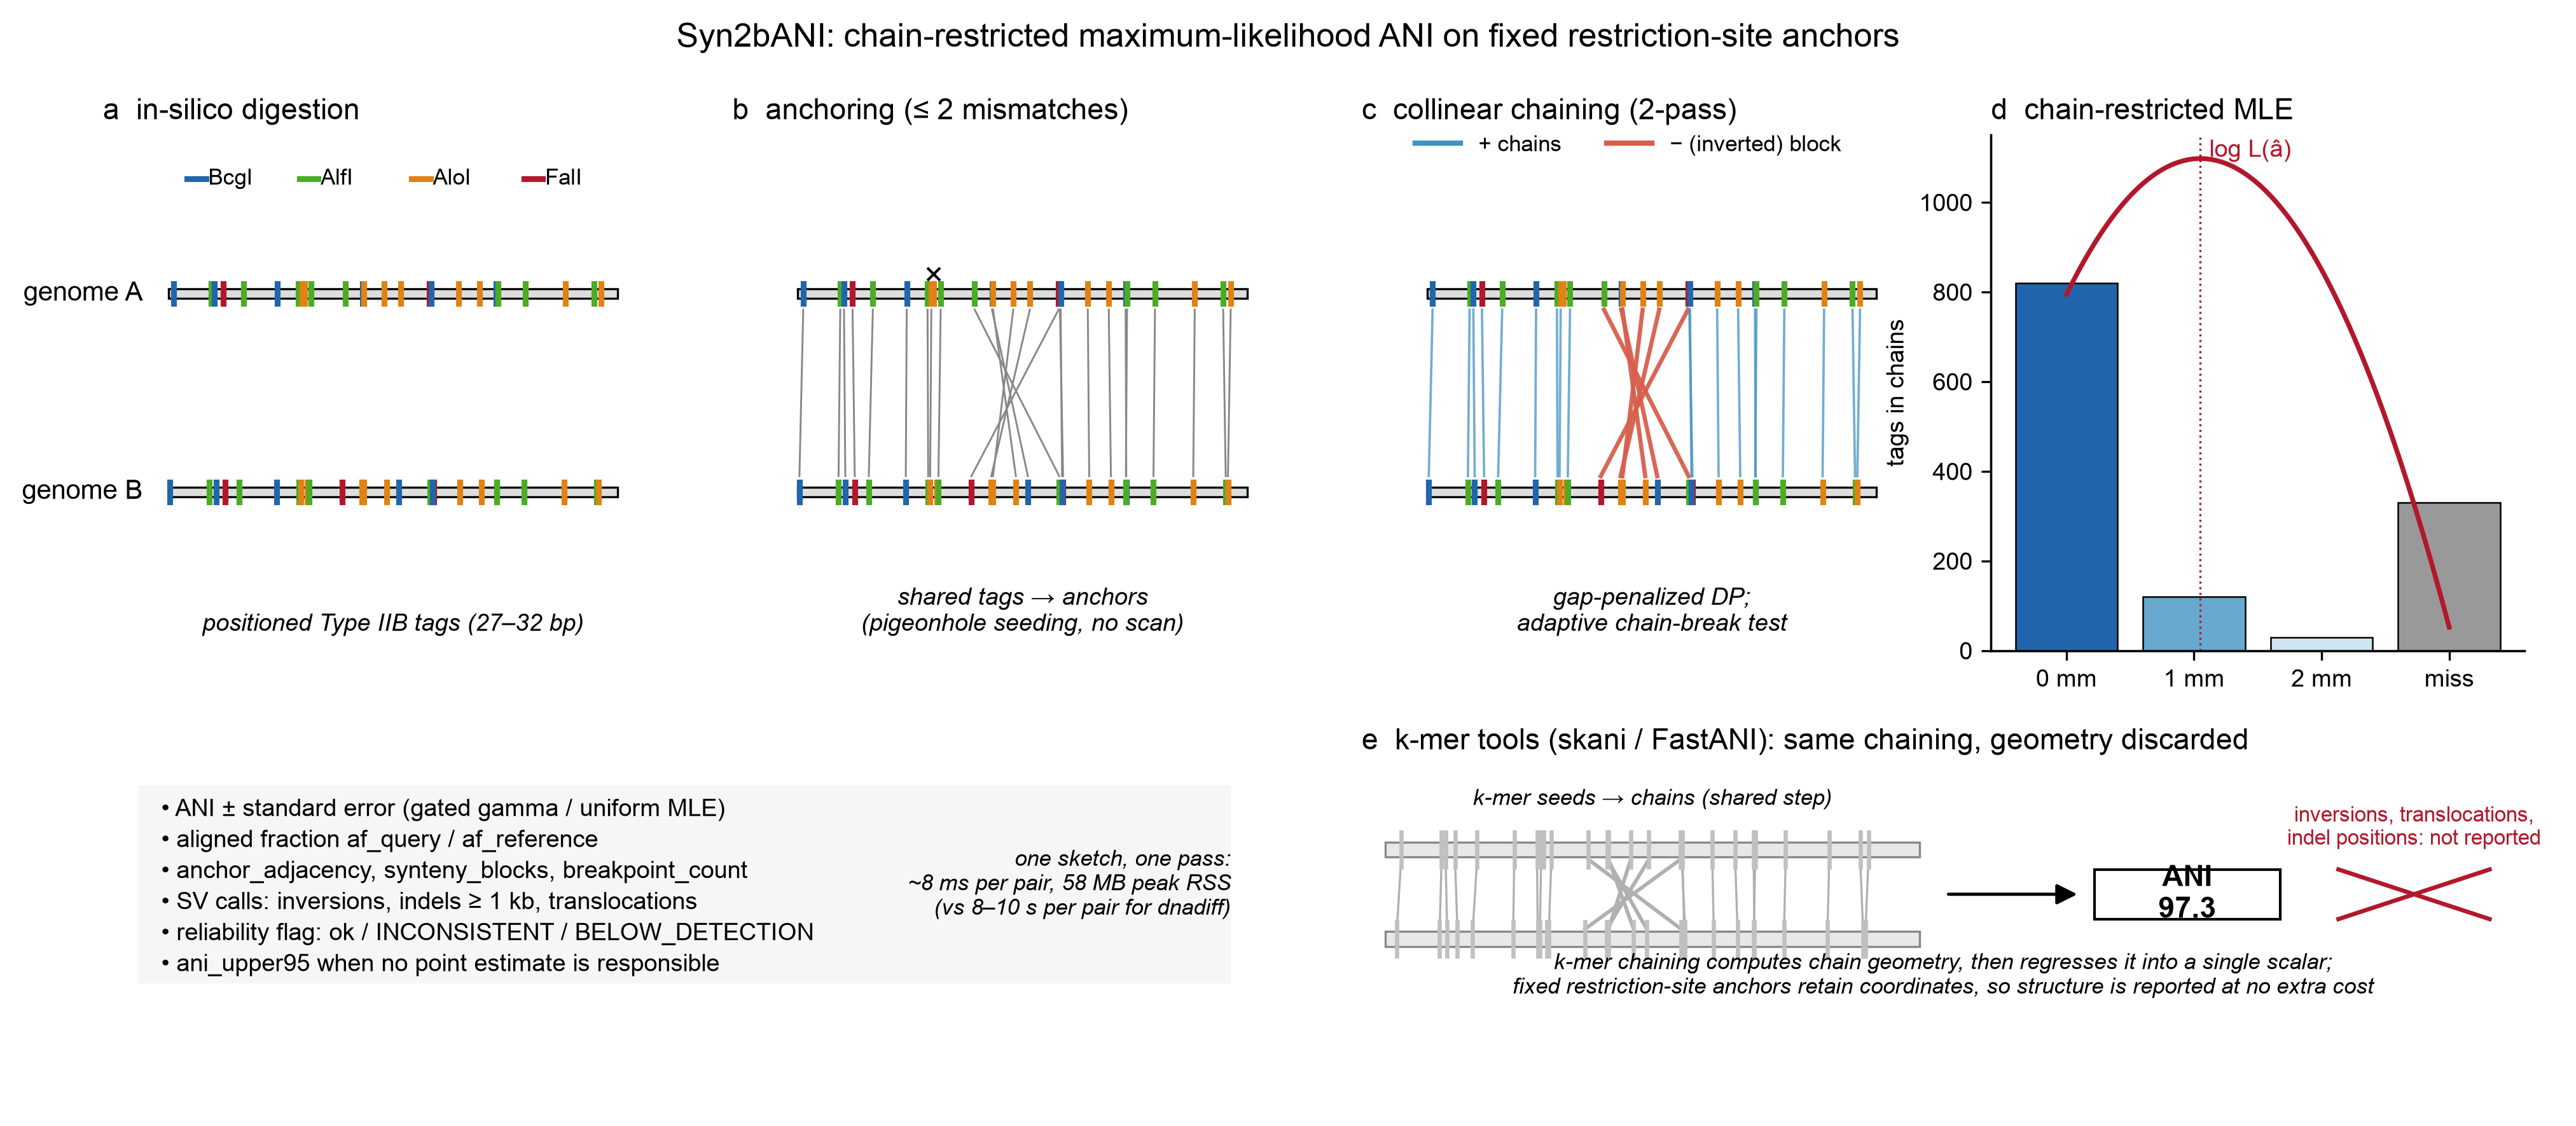 Syn2bANI: chain-restricted maximum-likelihood ANI on fixed restriction-site anchors
a in-silico digestion
BcgI AlfI AloI FalI
genome A
genome B
positioned Type IIB tags (27–32 bp)
b anchoring (≤ 2 mismatches)
×
shared tags → anchors
(pigeonhole seeding, no scan)
c collinear chaining (2-pass)
+ chains − (inverted) block
gap-penalized DP;
adaptive chain-break test
d chain-restricted MLE
log L(â)
tags in chains
1000
800
600
400
200
0
0 mm 1 mm 2 mm miss
• ANI ± standard error (gated gamma / uniform MLE)
• aligned fraction af_query / af_reference
• anchor_adjacency, synteny_blocks, breakpoint_count
• SV calls: inversions, indels ≥ 1 kb, translocations
• reliability flag: ok / INCONSISTENT / BELOW_DETECTION
• ani_upper95 when no point estimate is responsible
one sketch, one pass:
~8 ms per pair, 58 MB peak RSS
(vs 8–10 s per pair for dnadiff)
e k-mer tools (skani / FastANI): same chaining, geometry discarded
k-mer seeds → chains (shared step)
ANI
97.3
inversions, translocations,
indel positions: not reported
k-mer chaining computes chain geometry, then regresses it into a single scalar;
fixed restriction-site anchors retain coordinates, so structure is reported at no extra cost